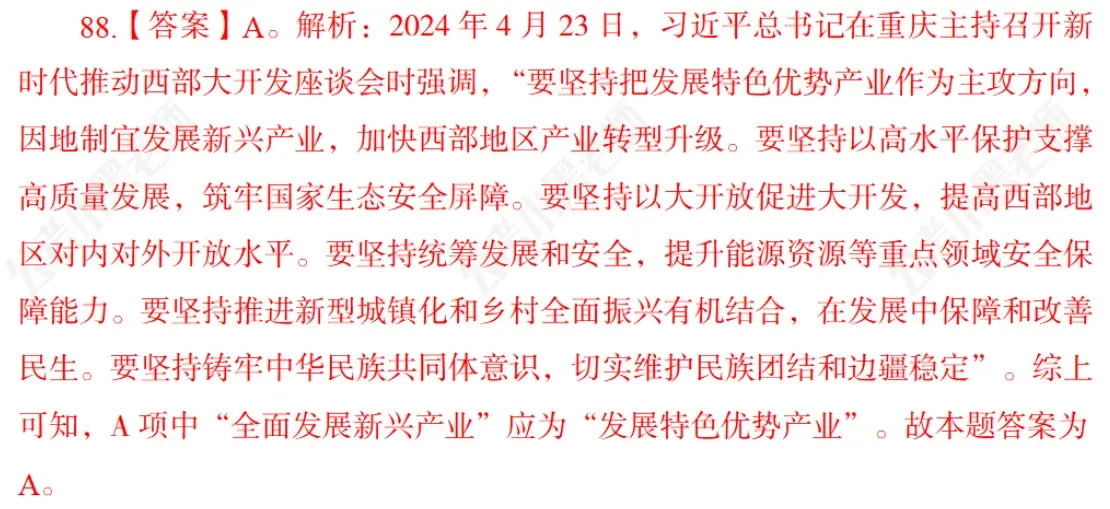 88.【答案】A。解析：2024 年 4 月 23 日，习近平总书记在重庆主持召开新
时代推动西部大开发座谈会时强调，“要坚持把发展特色优势产业作为主攻方向，
因地制宜发展新兴产业，加快西部地区产业转型升级。要坚持以高水平保护支撑
高质量发展，筑牢国家生态安全屏障。要坚持以大开放促进大开发，提高西部地
区对内对外开放水平。要坚持统筹发展和安全，提升能源资源等重点领域安全保
障能力。要坚持推进新型城镇化和乡村全面振兴有机结合，在发展中保障和改善
民生。要坚持铸牢中华民族共同体意识，切实维护民族团结和边疆稳定”。综上
可知，A 项中“全面发展新兴产业”应为“发展特色优势产业”。故本题答案为
A。